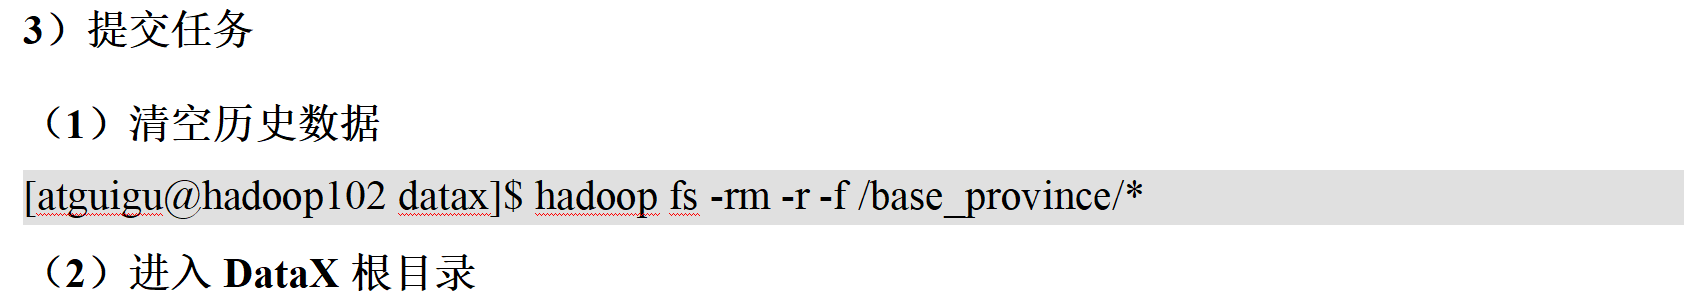 3）提交任务
（1）清空历史数据
[atguigu@hadoop102 datax]$ hadoop fs -rm -r -f /base_province/*
（2）进入 DataX 根目录